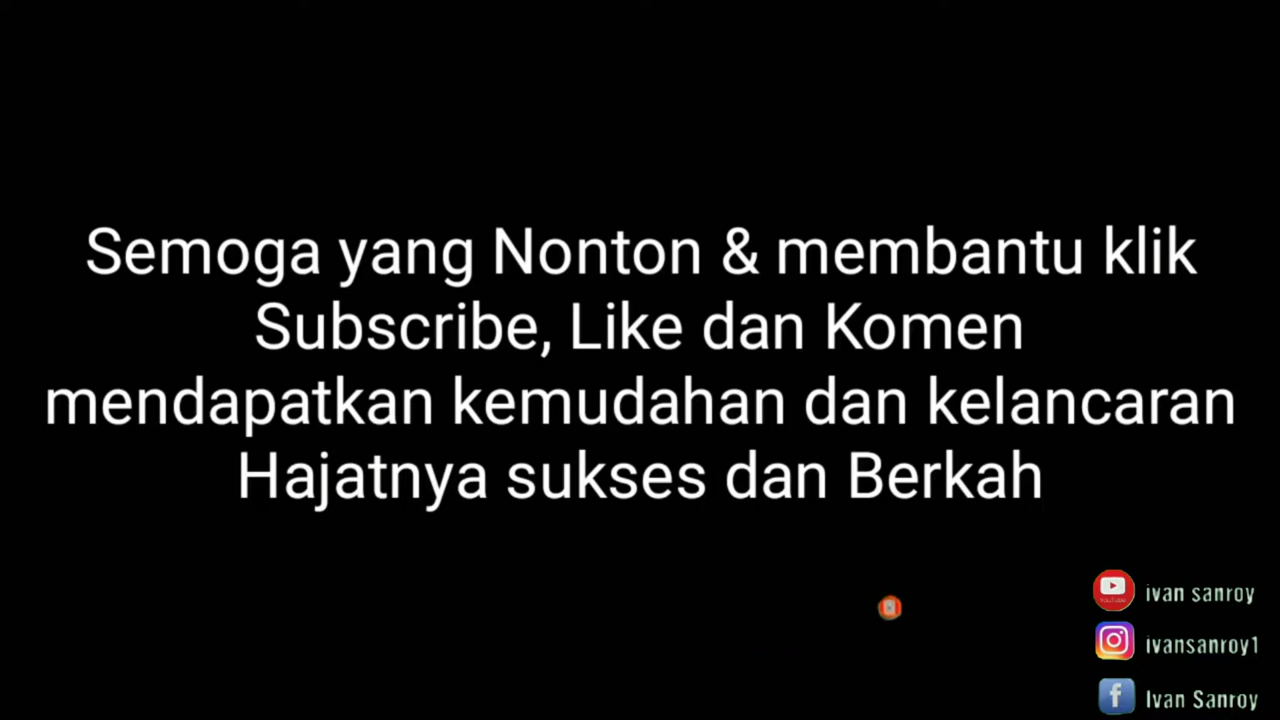 Semoga yang Nonton & membantu klik
Subscribe, Like dan Komen
mendapatkan kemudahan dan kelancaran
Hajatnya sukses dan Berkah
ivan sanroy
ivansanroy1
Ivan Sanroy